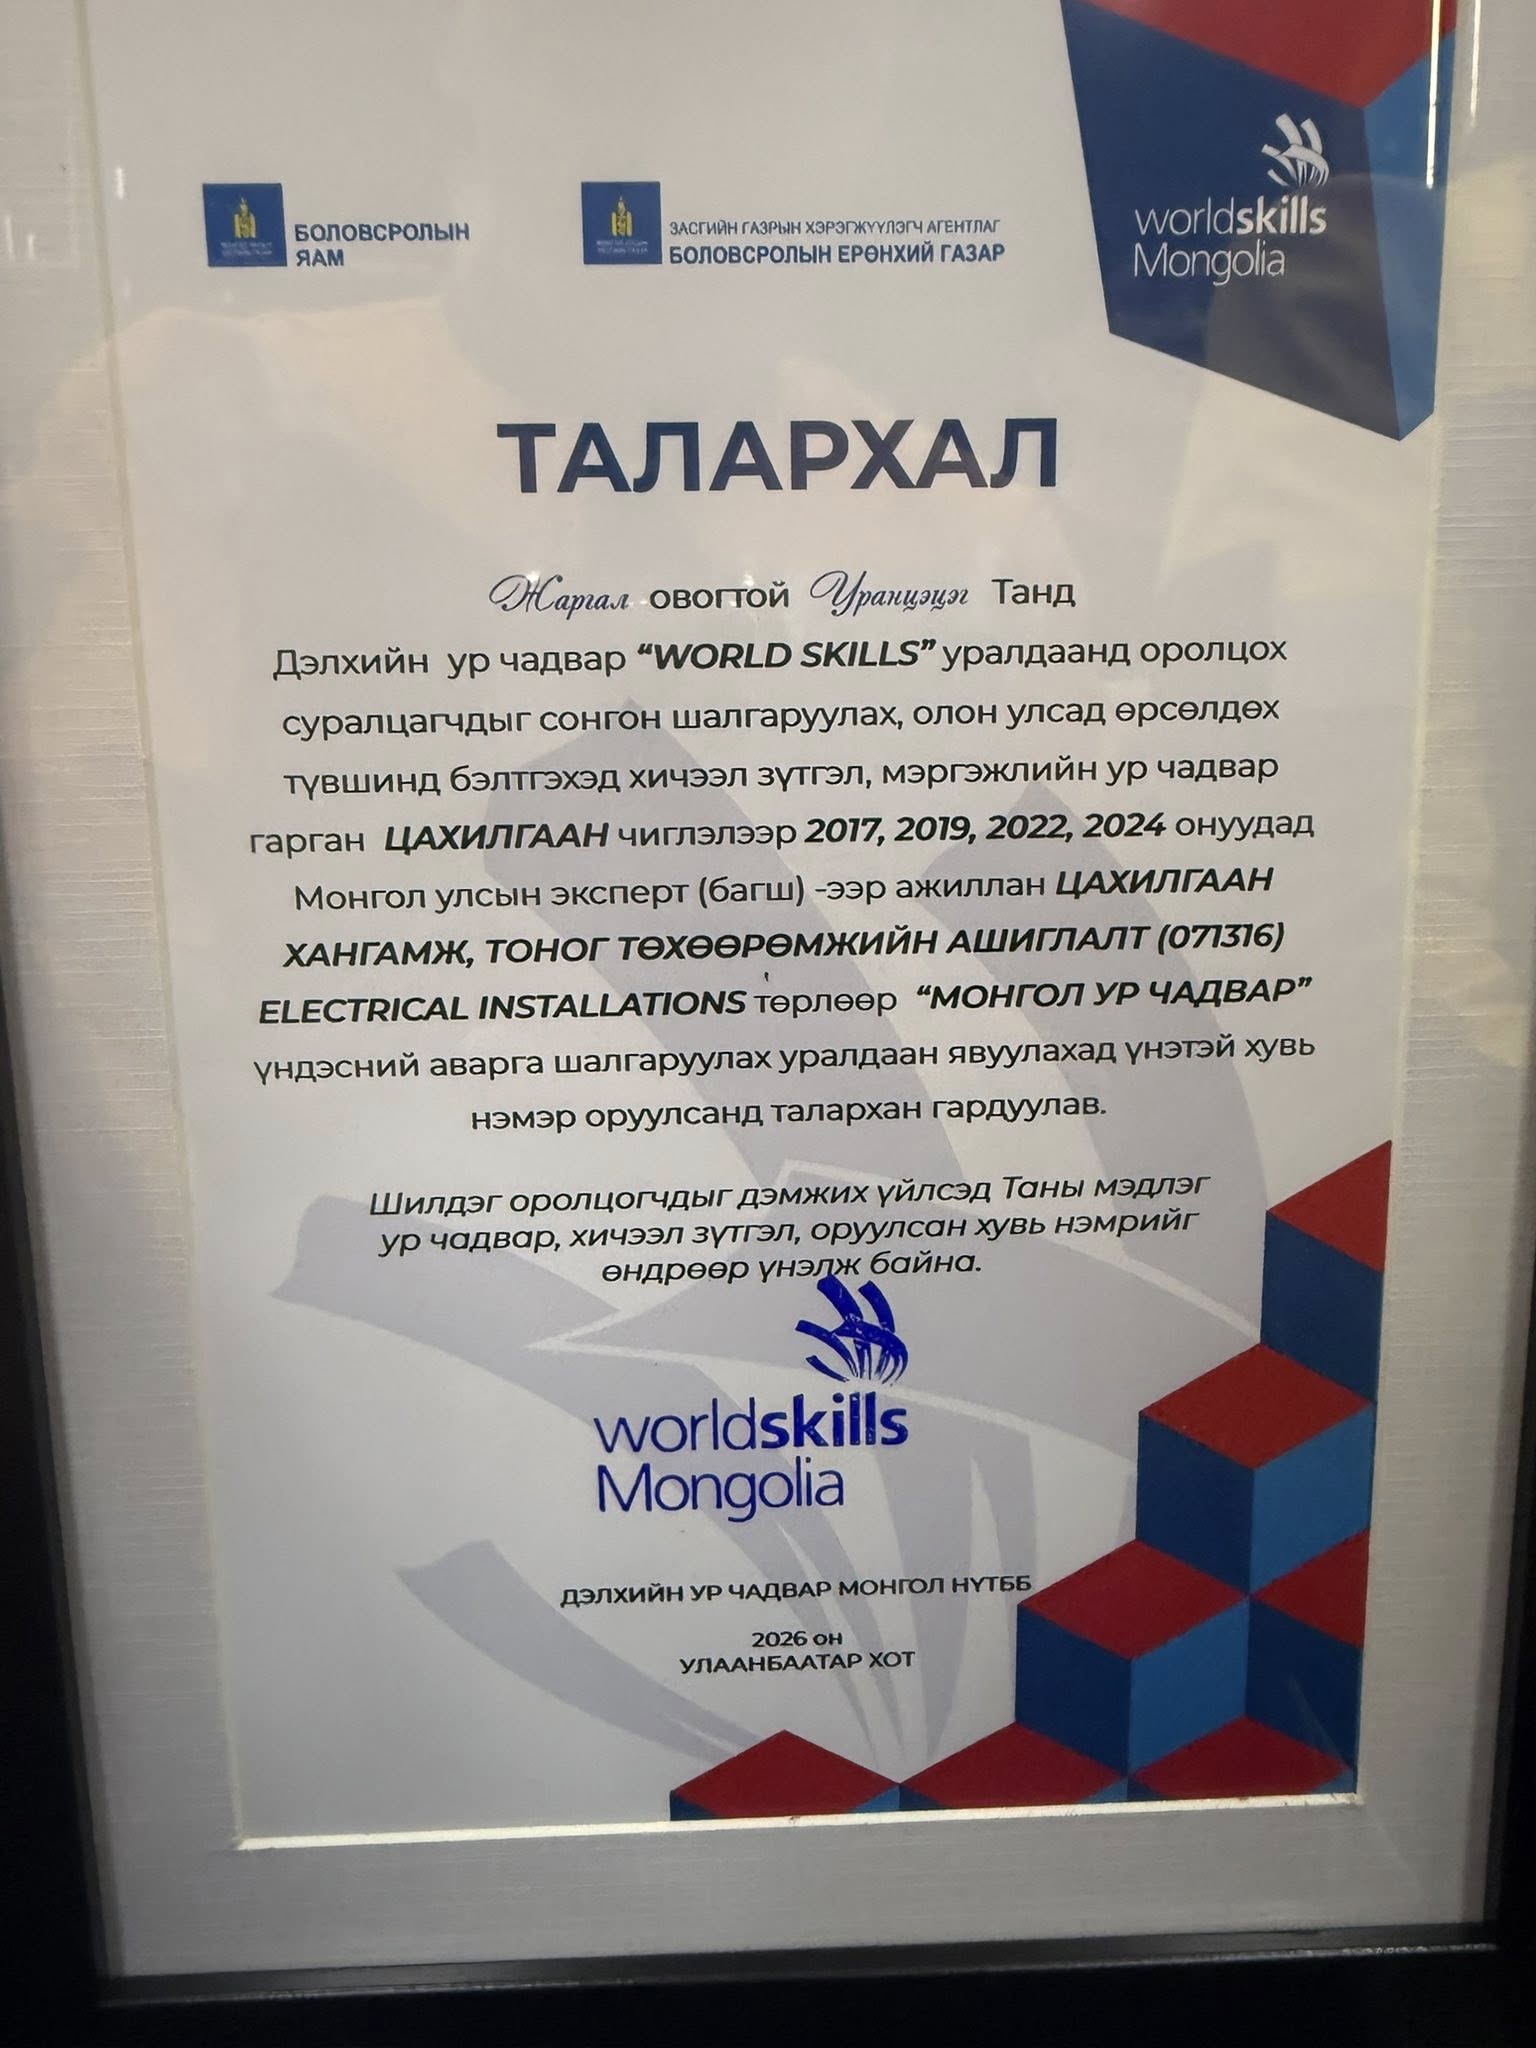 БОЛОВСРОЛЫН
ЯАМ
ЗАСГИЙН ГАЗРЫН ХЭРЭГЖҮҮЛЭГЧ АГЕНТЛАГ
БОЛОВСРОЛЫН ЕРӨНХИЙ ГАЗАР
worldskills
Mongolia
ТАЛАРХАЛ
Жаргал овогтой Уранцэцэг Танд
Дэлхийн ур чадвар “WORLD SKILLS” уралдаанд оролцох
суралцагчдыг сонгон шалгаруулах, олон улсад өрсөлдөх
түвшинд бэлтгэхэд хичээл зүтгэл, мэргэжлийн ур чадвар
гарган ЦАХИЛГААН чиглэлээр 2017, 2019, 2022, 2024 онуудад
Монгол улсын эксперт (багш) -ээр ажиллан ЦАХИЛГААН
ХАНГАМЖ, ТОНОГ ТӨХӨӨРӨМЖИЙН АШИГЛАЛТ (071316)
ELECTRICAL INSTALLATIONS төрлөөр “МОНГОЛ УР ЧАДВАР”
үндэсний аварга шалгаруулах уралдаан явуулахад үнэтэй хувь
нэмэр оруулсанд талархан гардуулав.
Шилдэг оролцогчдыг дэмжих үйлсэд Таны мэдлэг
ур чадвар, хичээл зүтгэл, оруулсан хувь нэмрийг
өндрөөр үнэлж байна.
worldskills
Mongolia
ДЭЛХИЙН УР ЧАДВАР МОНГОЛ НҮТББ
2026 он
УЛААНБААТАР ХОТ